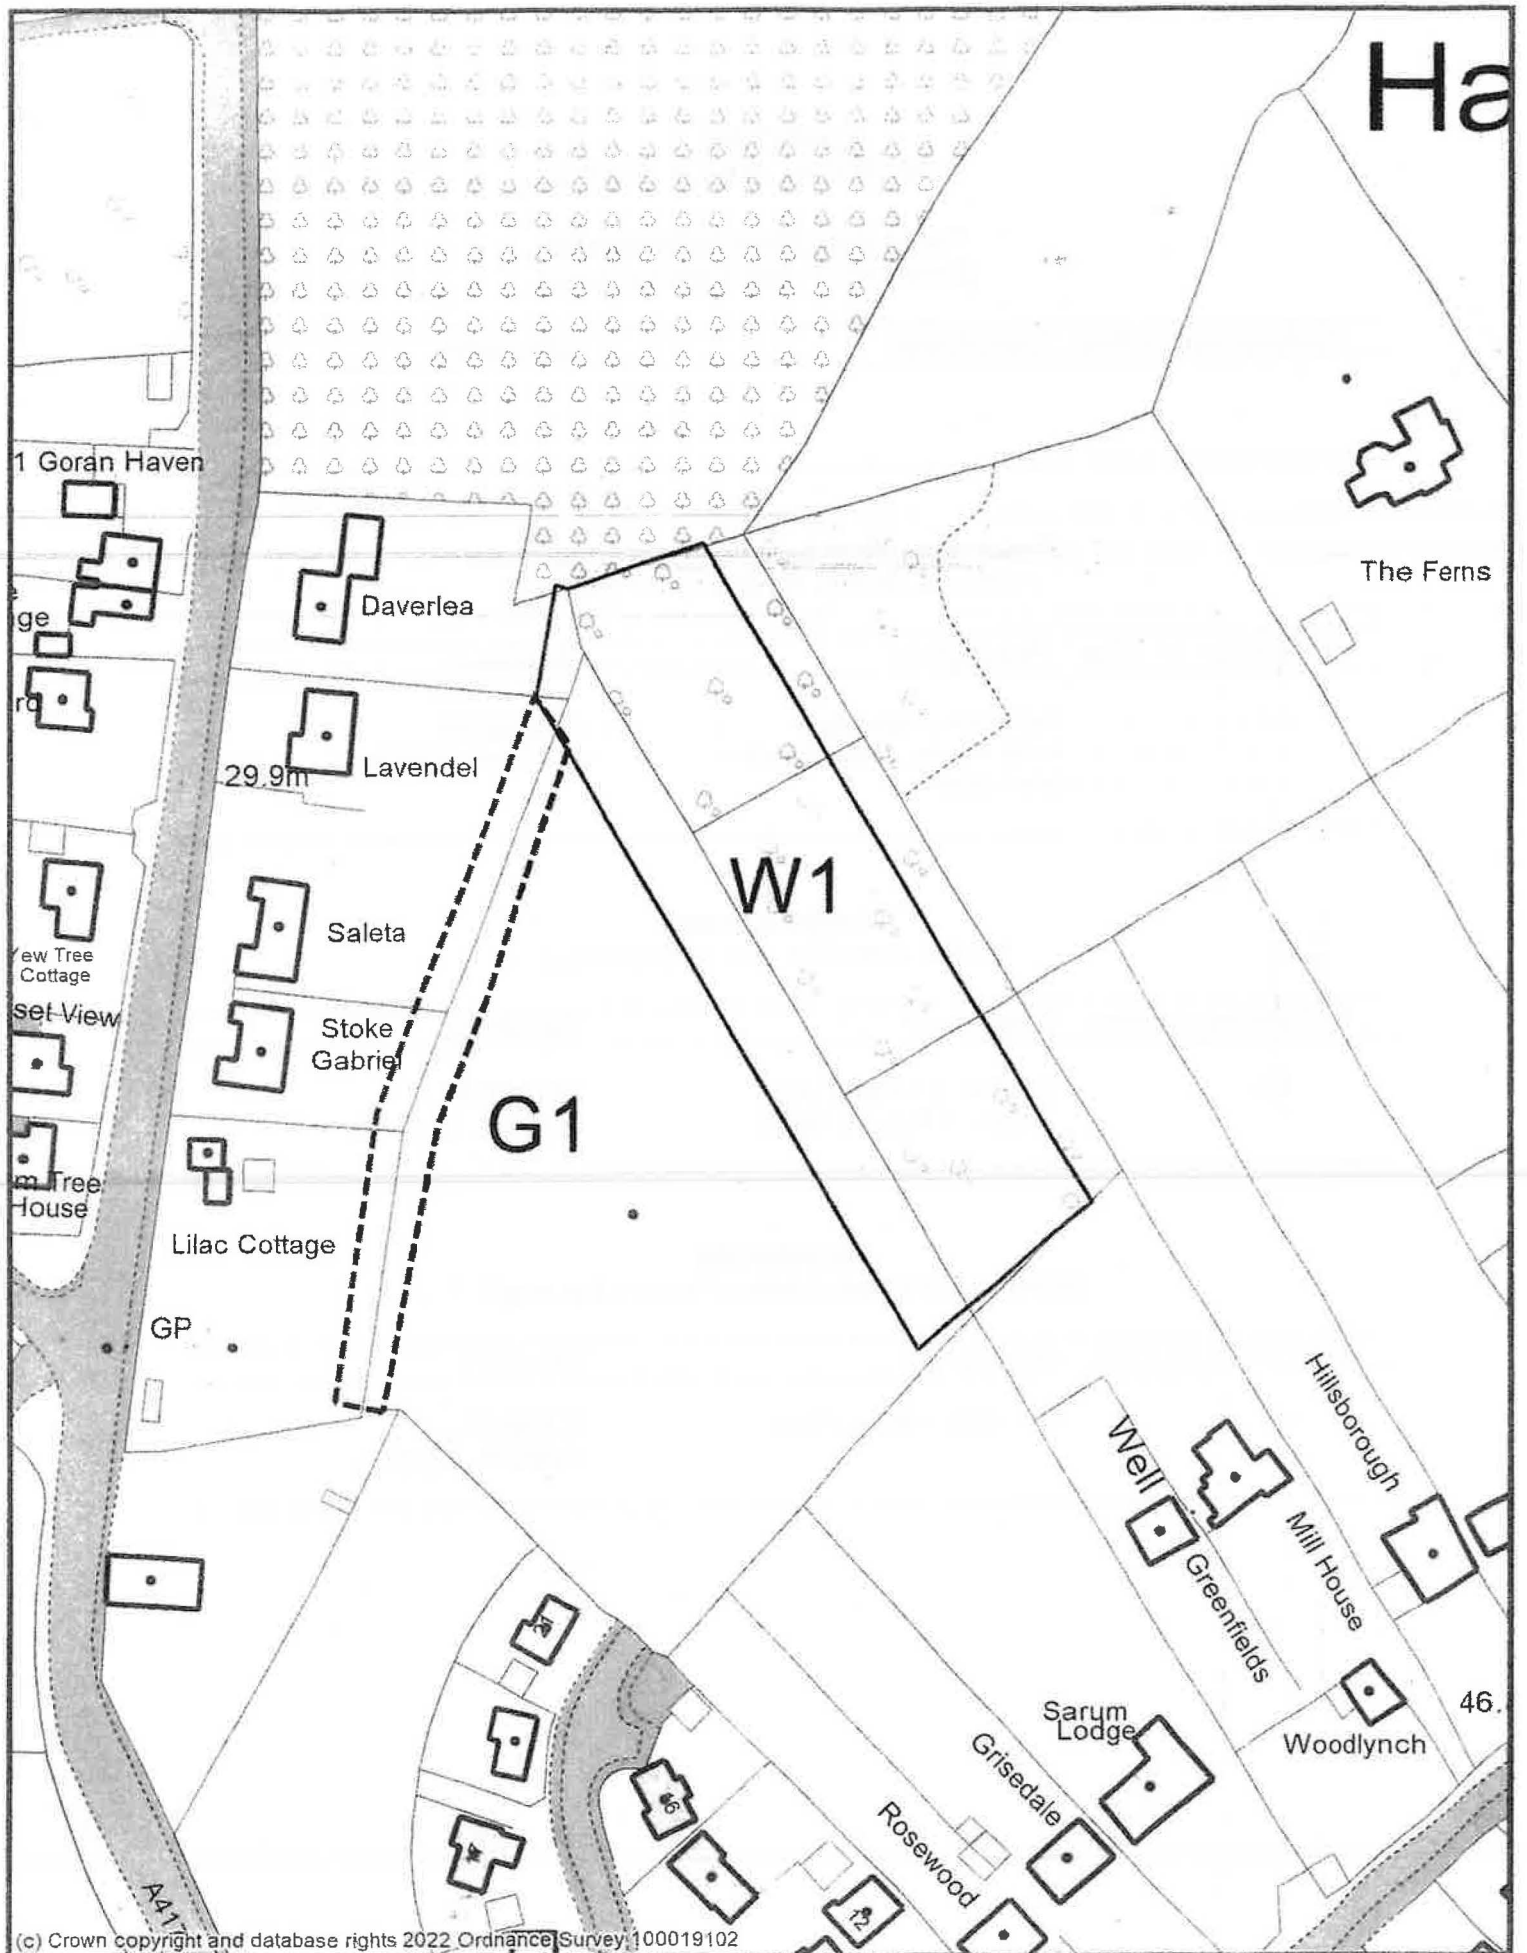 Ha
1 Goran Haven
The Ferns
Daverlea
ge
Lavendel
29.9m
W1
Saleta
Yew Tree
Cottage
set View
Stoke
Gabriel
G1
m Tree
House
Lilac Cottage
GP
Hillsborough
Well
Mill House
Greenfields
Sarum
Lodge
46.
Woodlynch
Grisedale
Rosewood
16
12
A417
(c) Crown copyright and database rights 2022 Ordnance Survey 100019102